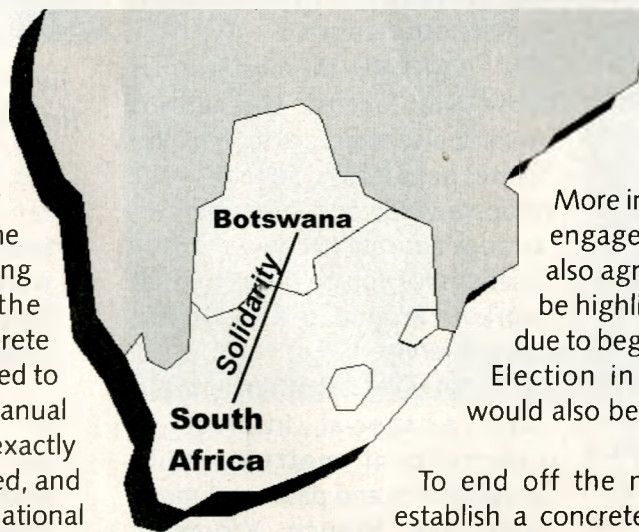 ing
the
rete
ed to
anual
exactly
ed, and
ational
Botswana
Solidarity
South
Africa
More in
engage
also agr
be highli
due to beg
Election in
would also be
To end off the
establish a concrete